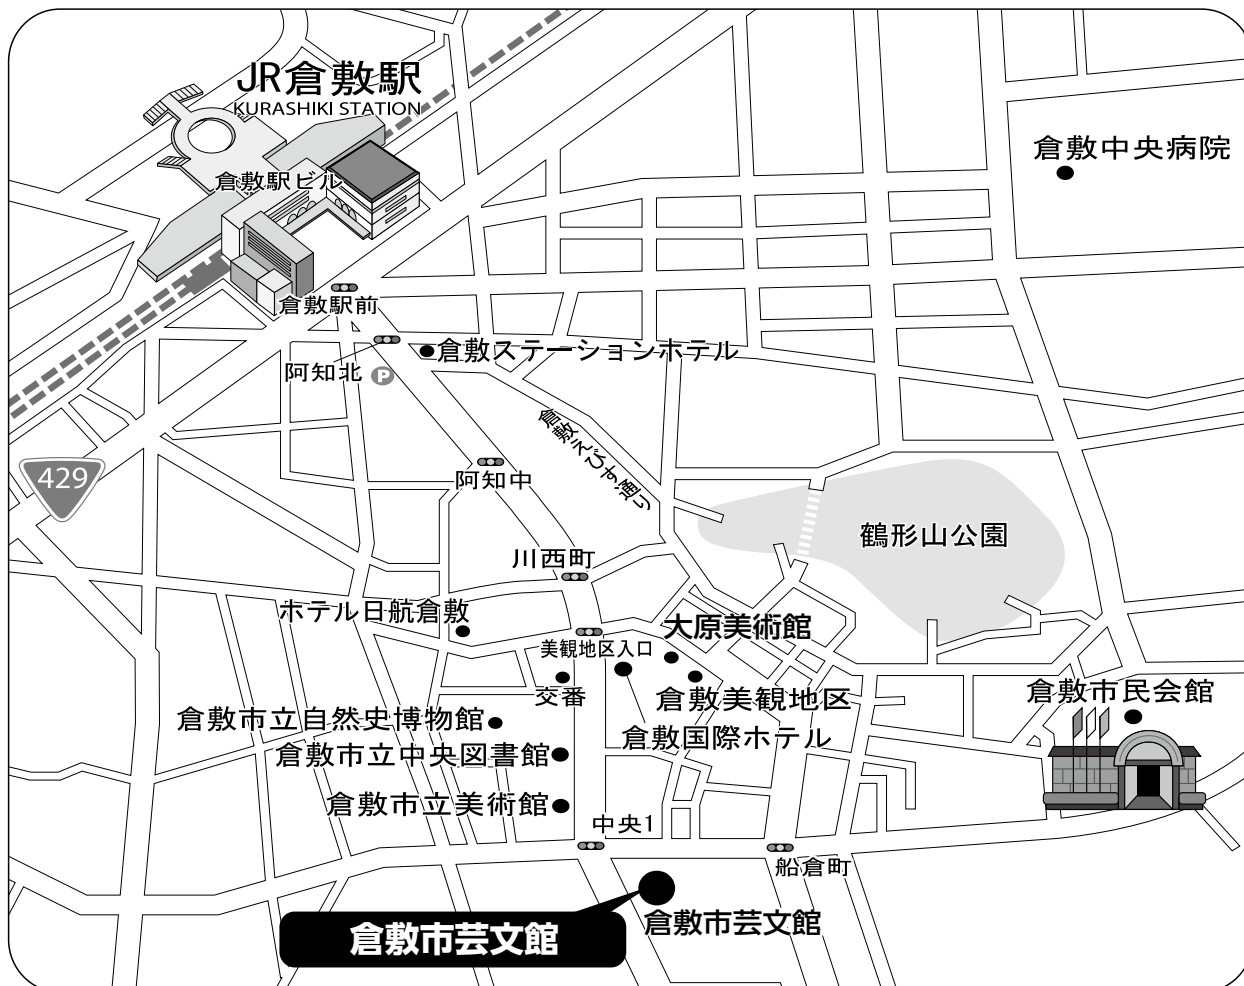 JR倉敷駅
KURASHIKI STATION
倉敷中央病院
倉敷駅ビル
倉敷駅前
倉敷ステーションホテル
阿知北
P
倉敷えびす通り
429
阿知中
鶴形山公園
川西町
ホテル日航倉敷
大原美術館
美観地区入口
交番
倉敷美観地区
倉敷市民会館
倉敷市立自然史博物館
倉敷国際ホテル
倉敷市立中央図書館
倉敷市立美術館
中央1
船倉町
倉敷市芸文館
倉敷市芸文館